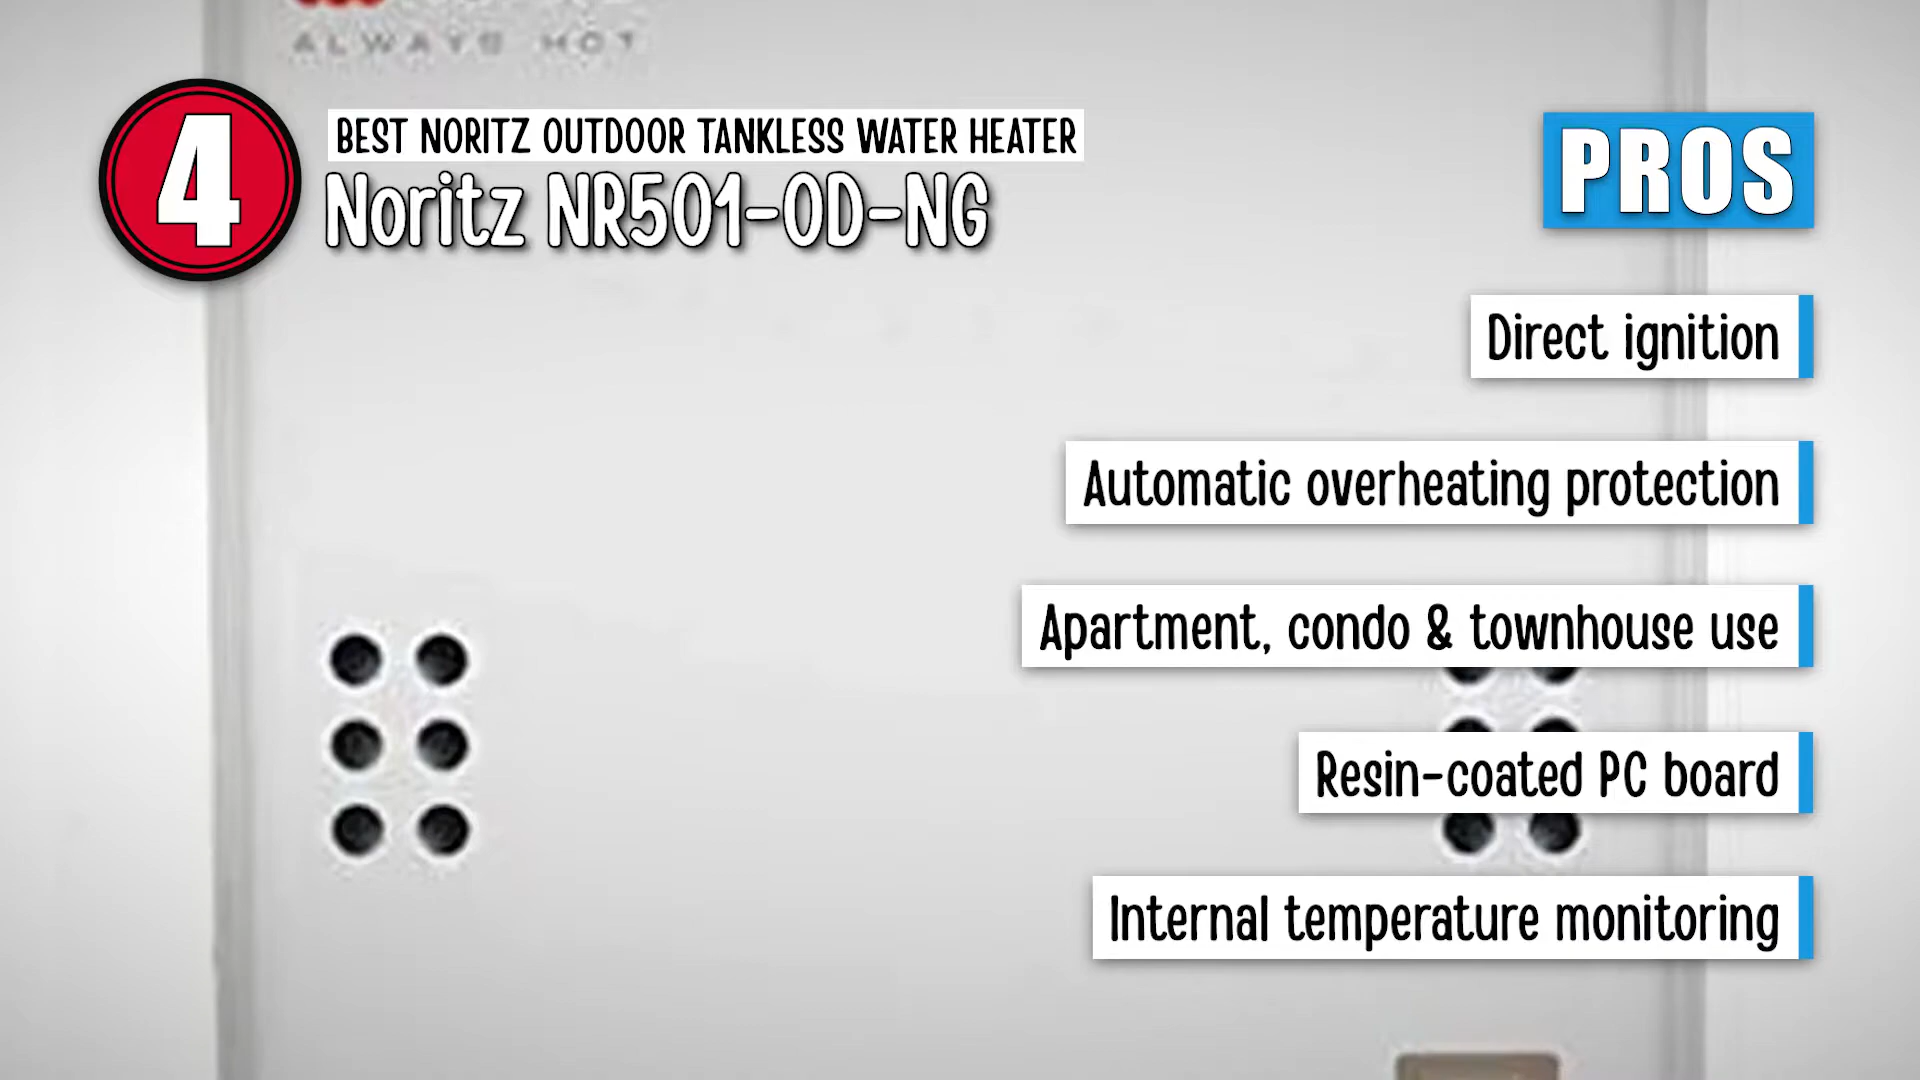 ALWAYS HOT
4
BEST NORITZ OUTDOOR TANKLESS WATER HEATER
Noritz NR501-OD-NG
PROS
Direct ignition
Automatic overheating protection
Apartment, condo & townhouse use
Resin-coated PC board
Internal temperature monitoring